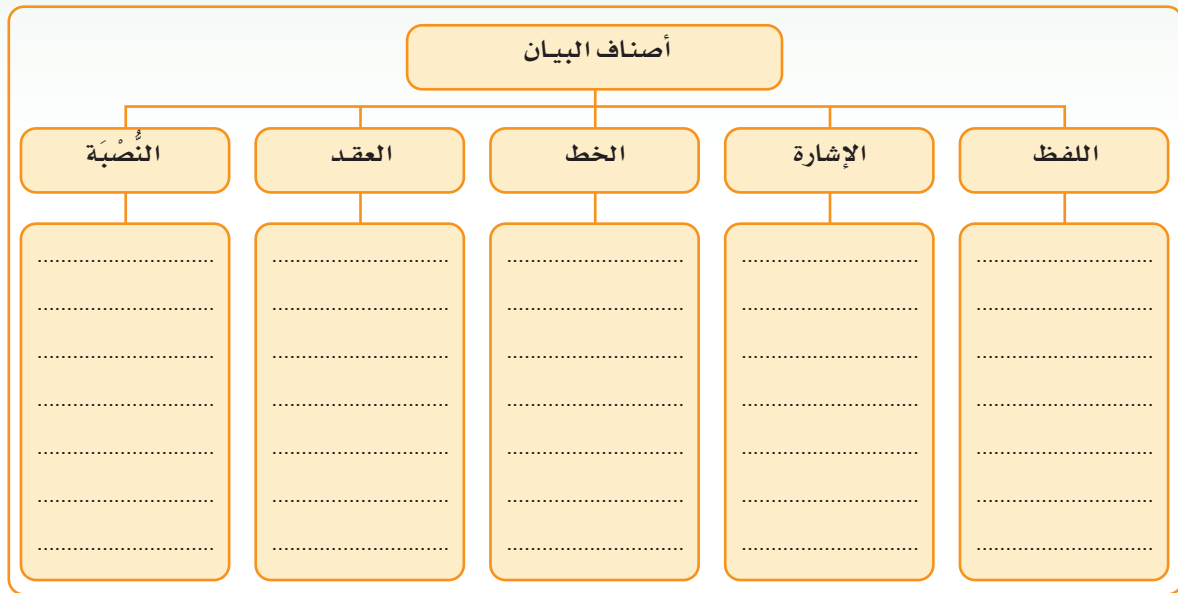 أصناف البيان
اللفظ
الإشارة
الخط
العقد
النُّصْبَة